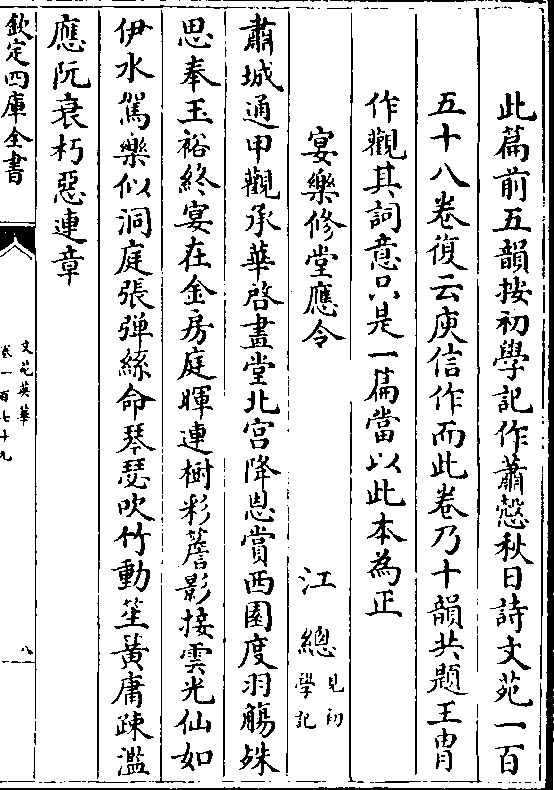 此篇前五韻按初學記作蕭愨秋日詩文苑一百
五十八卷復云庾信作而此卷乃十韻共題王胄
作觀其詞意只是一篇當以此本為正
宴樂修堂應令
江總
見初
學記
肅城通甲觀承華啓畫堂北宮降恩賞西園度羽觴殊
思奉玉裕終宴在金房庭暉連樹彩簷影接雲光仙如
伊水駕樂似洞庭張弹絲命琴瑟吹竹動笙黃庸疎濫
應阮衰朽惡連章
欽定四庫全書
文苑英華
卷一百七十九
八